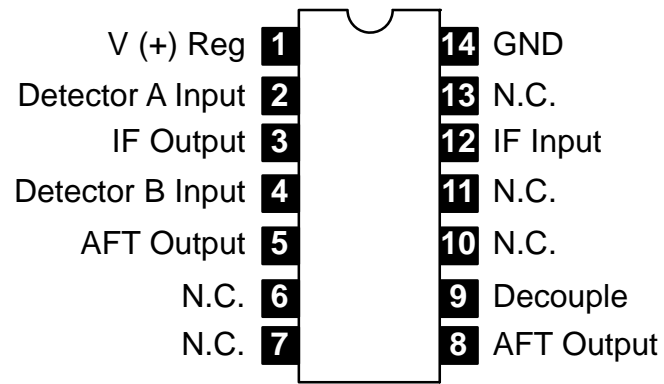 V (+) Reg 1 14 GND
Detector A Input 2 13 N.C.
IF Output 3 12 IF Input
Detector B Input 4 11 N.C.
AFT Output 5 10 N.C.
N.C. 6 9 Decouple
N.C. 7 8 AFT Output